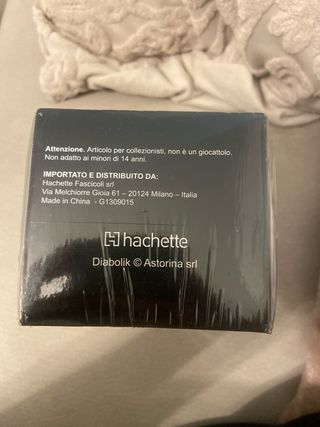 Attenzione. Articolo per collezionisti, non è un giocattolo.
Non adatto ai minori di 14 anni.
IMPORTATO E DISTRIBUITO DA:
Hachette Fascicoli srl
Via Melchiorre Gioia 61 – 20124 Milano – Italia
Made in China - G1309015
hachette
Diabolik © Astorina srl